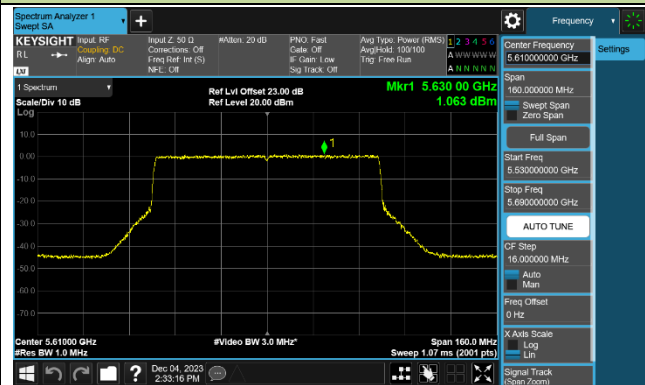 Spectrum Analyzer 1
Swept SA
Frequency
KEYSIGHT
RL
LXI
Input: RF
Coupling: DC
Align: Auto
Input Z: 50 Ω
Corrections: Off
Freq Ref: Int (S)
NFE: Off
#Atten: 20 dB
PNO: Fast
Gate: Off
IF Gain: Low
Sig Track: Off
Avg Type: Power (RMS)
Avg|Hold: 100/100
Trig: Free Run
1 2 3 4 5 6
A W W W W W
A N N N N N
1 Spectrum
Scale/Div 10 dB
Log
Ref Lvl Offset 23.00 dB
Ref Level 20.00 dBm
Mkr1 5.630 00 GHz
1.063 dBm
10.0
0.00
-10.0
-20.0
-30.0
-40.0
-50.0
-60.0
-70.0
1
Center 5.61000 GHz
#Res BW 1.0 MHz
#Video BW 3.0 MHz*
Span 160.0 MHz
Sweep 1.07 ms (2001 pts)
Center Frequency
5.610000000 GHz
Settings
Span
160.000000 MHz
Swept Span
Zero Span
Full Span
Start Freq
5.530000000 GHz
Stop Freq
5.690000000 GHz
AUTO TUNE
CF Step
16.000000 MHz
Auto
Man
Freq Offset
0 Hz
X Axis Scale
Log
Lin
Signal Track
(Span Zoom)
Dec 04, 2023
2:33:16 PM